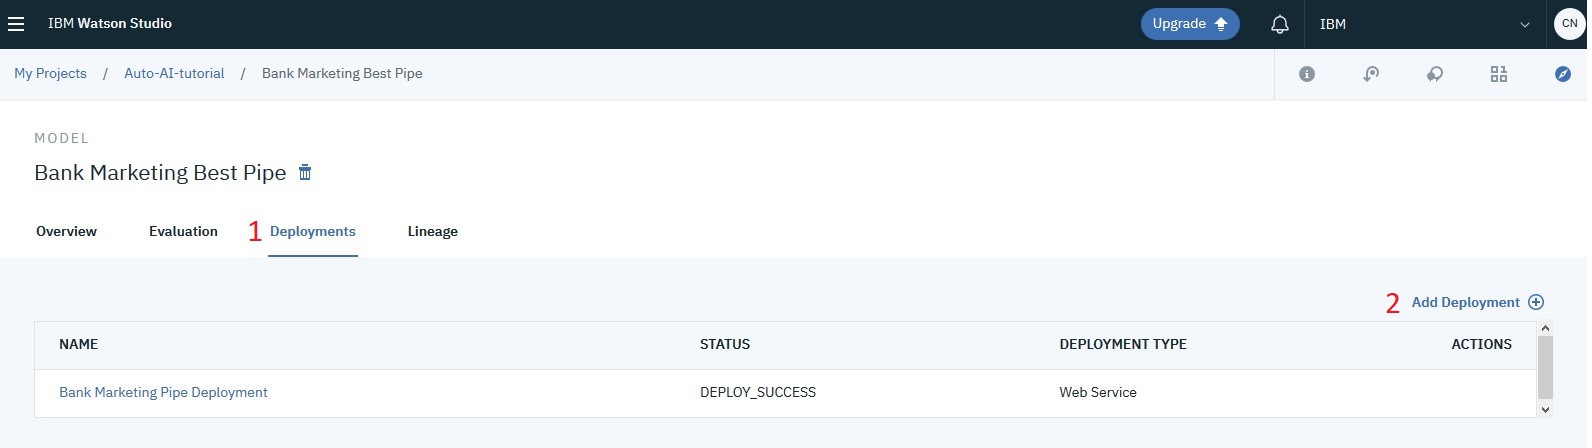 IBM Watson Studio Upgrade IBM CN
My Projects / Auto-AI-tutorial / Bank Marketing Best Pipe
MODEL
Bank Marketing Best Pipe
Overview Evaluation 1 Deployments Lineage
2 Add Deployment
NAME STATUS DEPLOYMENT TYPE ACTIONS
Bank Marketing Pipe Deployment DEPLOY_SUCCESS Web Service